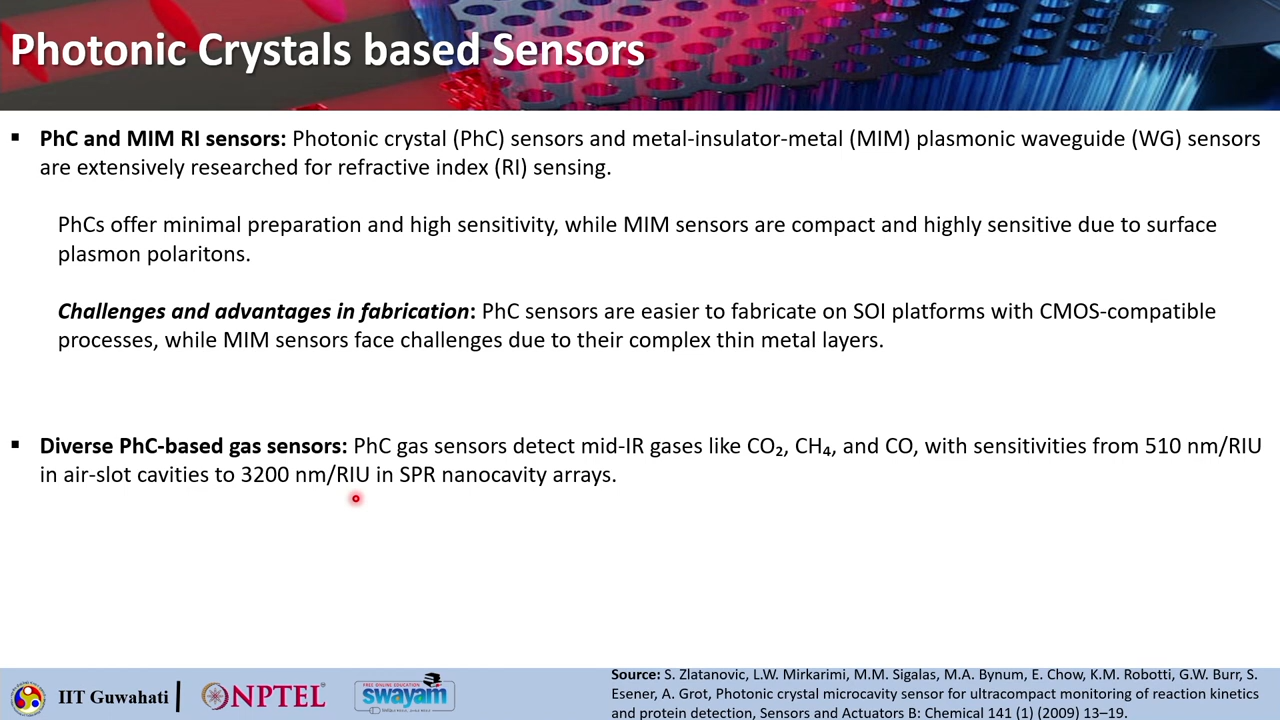 Photonic Crystals based Sensors
▪ PhC and MIM RI sensors: Photonic crystal (PhC) sensors and metal-insulator-metal (MIM) plasmonic waveguide (WG) sensors
are extensively researched for refractive index (RI) sensing.
PhCs offer minimal preparation and high sensitivity, while MIM sensors are compact and highly sensitive due to surface
plasmon polaritons.
Challenges and advantages in fabrication: PhC sensors are easier to fabricate on SOI platforms with CMOS-compatible
processes, while MIM sensors face challenges due to their complex thin metal layers.
▪ Diverse PhC-based gas sensors: PhC gas sensors detect mid-IR gases like CO₂, CH₄, and CO, with sensitivities from 510 nm/RIU
in air-slot cavities to 3200 nm/RIU in SPR nanocavity arrays.
IIT Guwahati
NPTEL
FREE ONLINE EDUCATION
swayam
Source: S. Zlatanovic, L.W. Mirkarimi, M.M. Sigalas, M.A. Bynum, E. Chow, K.M. Robotti, G.W. Burr, S.
Esener, A. Grot, Photonic crystal microcavity sensor for ultracompact monitoring of reaction kinetics
and protein detection, Sensors and Actuators B: Chemical 141 (1) (2009) 13–19.